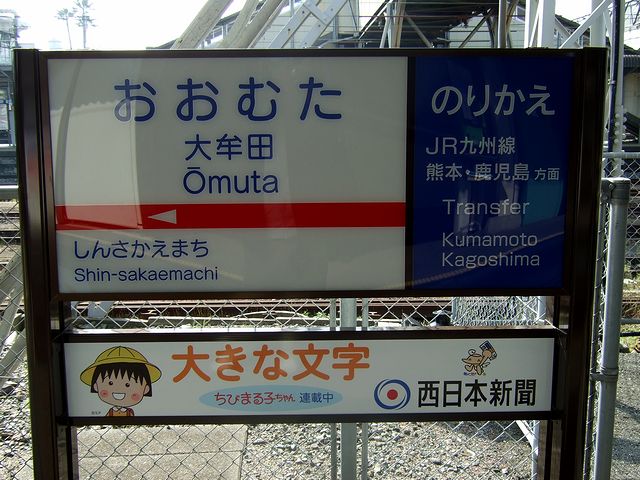 おおむた
大牟田
Ōmuta
しんさかえまち
Shin-sakaemachi
のりかえ
JR九州線
熊本・鹿児島 方面
Transfer
Kumamoto
Kagoshima
大きな文字
ちびまる子ちゃん 連載中
西日本新聞